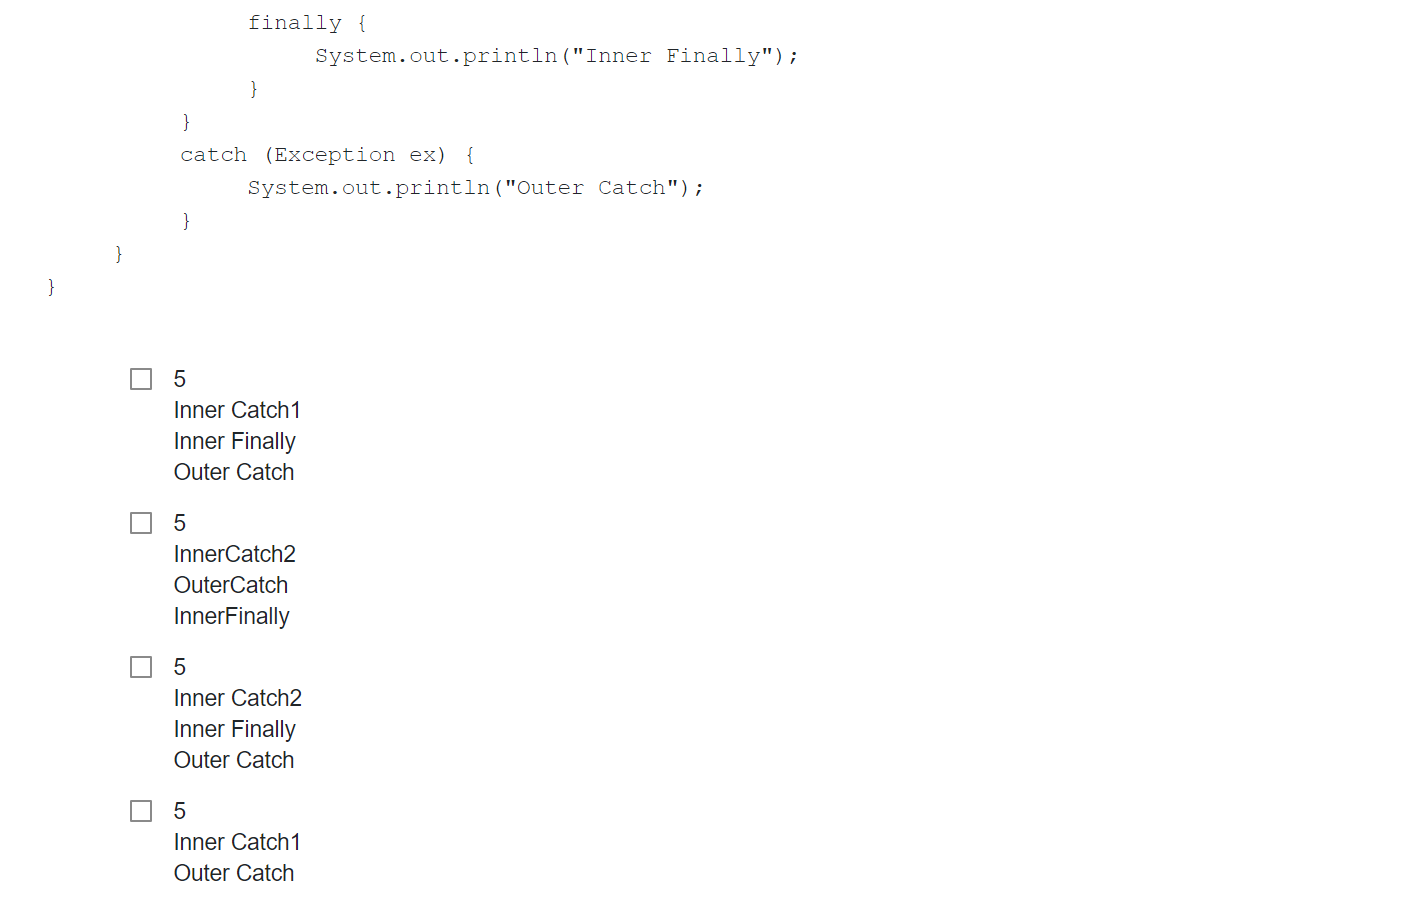 finally {
System.out.println("Inner Finally");
}
}
catch (Exception ex) {
System.out.println("Outer Catch");
}
}
}
5
Inner Catch1
Inner Finally
Outer Catch
5
InnerCatch2
OuterCatch
InnerFinally
5
Inner Catch2
Inner Finally
Outer Catch
5
Inner Catch1
Outer Catch